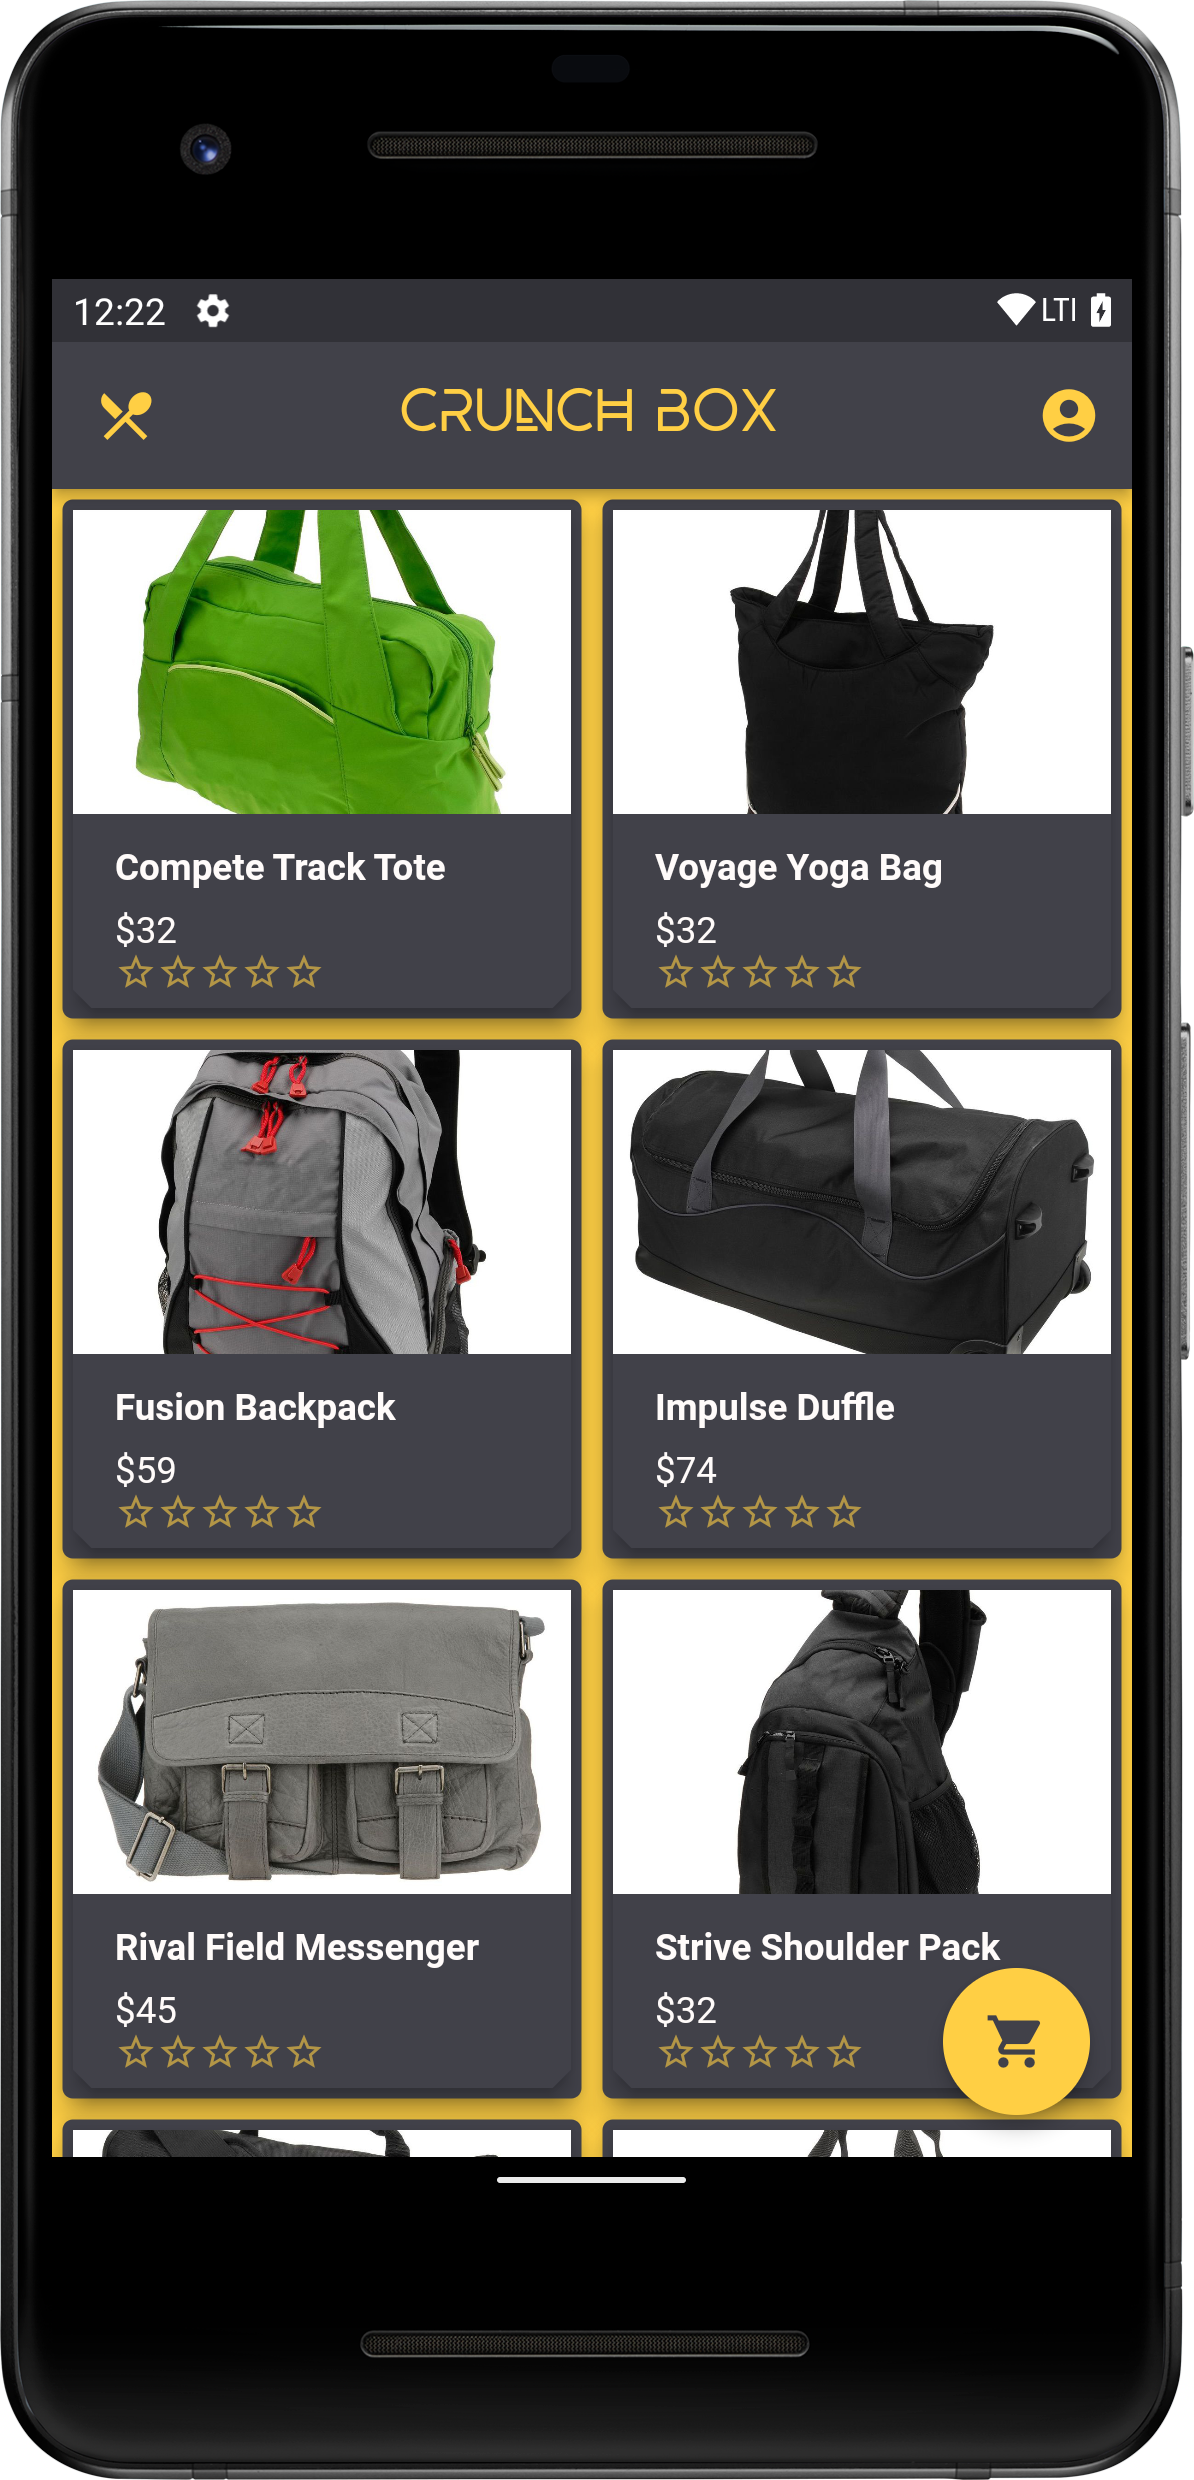 12:22 LTI
CRUNCH BOX
Compete Track Tote
$32
Voyage Yoga Bag
$32
Fusion Backpack
$59
Impulse Duffle
$74
Rival Field Messenger
$45
Strive Shoulder Pack
$32